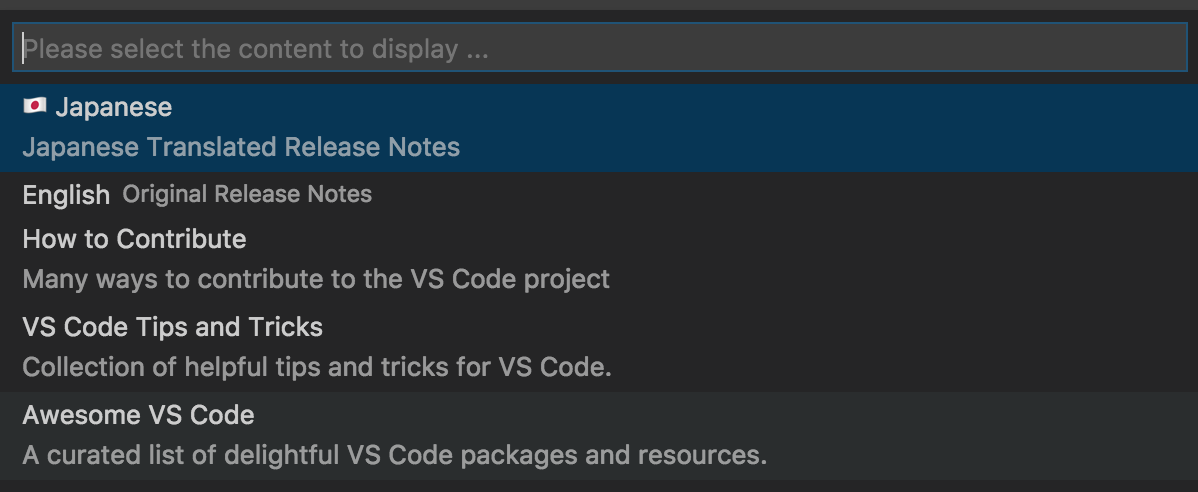 Please select the content to display ...
🇯🇵 Japanese
Japanese Translated Release Notes
English Original Release Notes
How to Contribute
Many ways to contribute to the VS Code project
VS Code Tips and Tricks
Collection of helpful tips and tricks for VS Code.
Awesome VS Code
A curated list of delightful VS Code packages and resources.